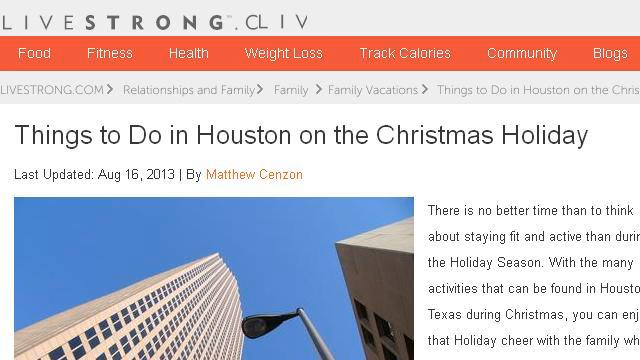 LIVESTRONG™.CLIV
Food Fitness Health Weight Loss Track Calories Community Blogs
LIVESTRONG.COM > Relationships and Family > Family > Family Vacations > Things to Do in Houston on the Chris
Things to Do in Houston on the Christmas Holiday
Last Updated: Aug 16, 2013 | By Matthew Cenzon
There is no better time than to think
about staying fit and active than durin
the Holiday Season. With the many
activities that can be found in Housto
Texas during Christmas, you can enj
that Holiday cheer with the family wh